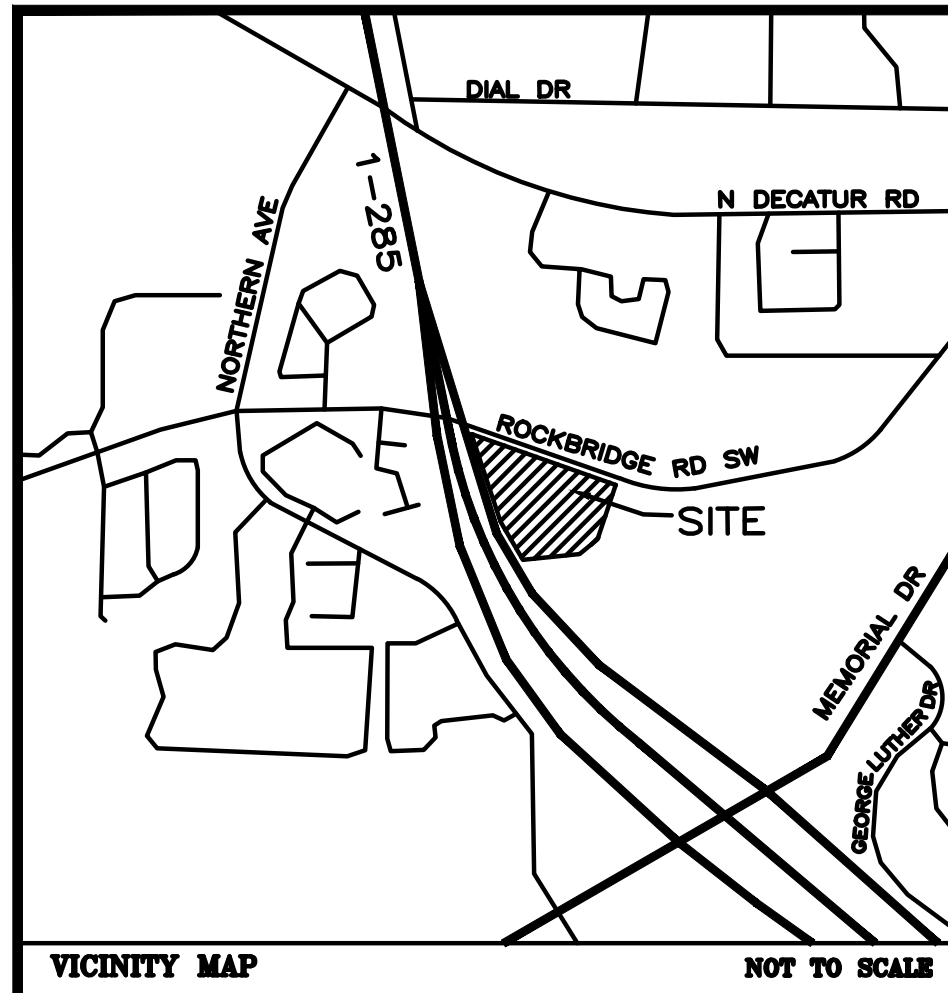 DIAL DR
1-285
N DECATUR RD
NORTHERN AVE
ROCKBRIDGE RD SW
SITE
MEMORIAL DR
GEORGE LUTHER DR
VICINITY MAP
NOT TO SCALE